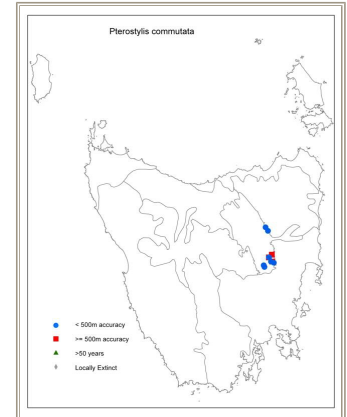 Pterostylis commutata
< 500m accuracy
>= 500m accuracy
>50 years
Locally Extinct